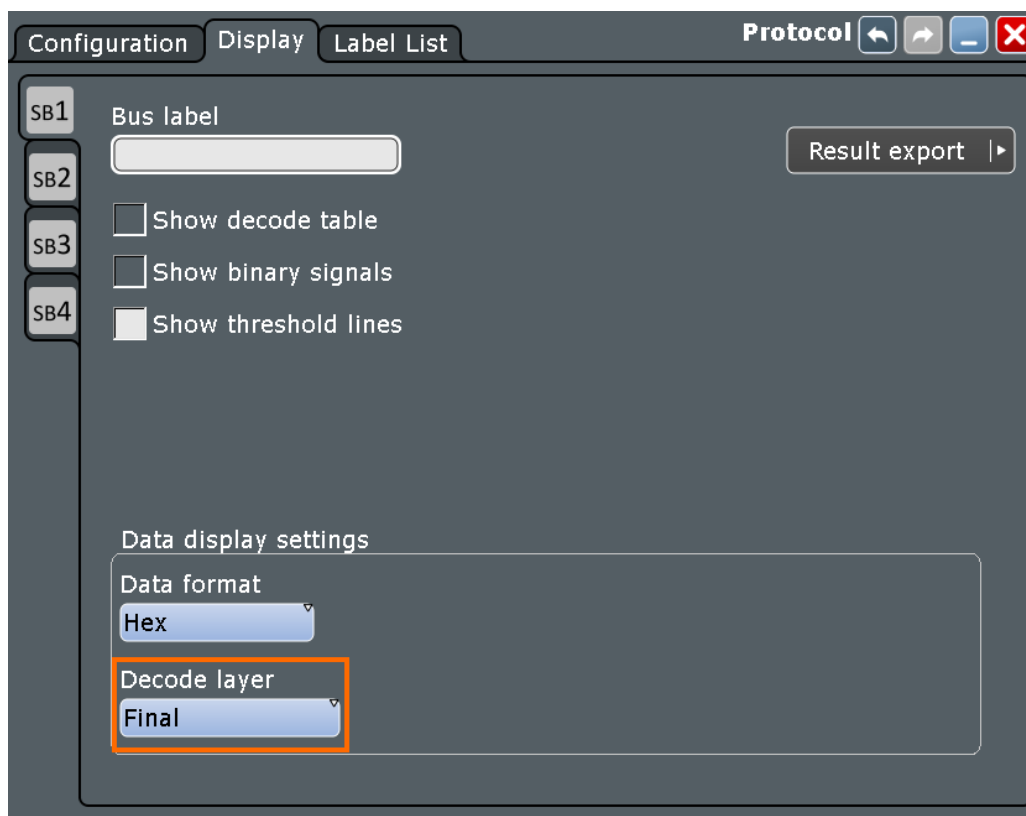 Configuration Display Label List Protocol
SB1
Bus label
Result export
SB2
Show decode table
SB3
Show binary signals
SB4
Show threshold lines
Data display settings
Data format
Hex
Decode layer
Final